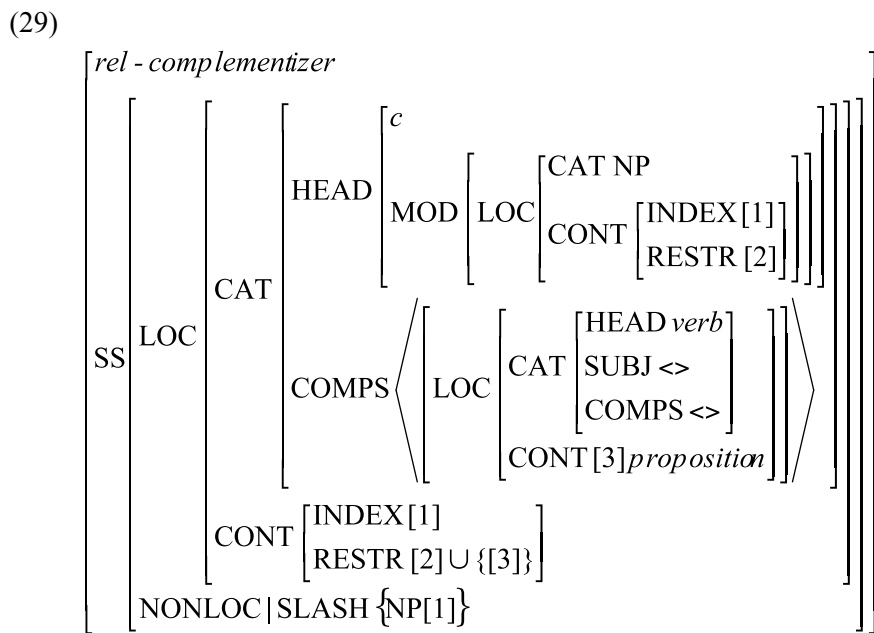 (29)
rel - complementizer
c
CAT NP
HEAD
MOD LOC
INDEX [1]
CONT
RESTR [2]
CAT
HEAD verb
LOC
CAT SUBJ <>
SS
COMPS LOC
COMPS <>
CONT [3] proposition
INDEX [1]
CONT
RESTR [2] ∪ {[3]}
NONLOC | SLASH {NP[1]}